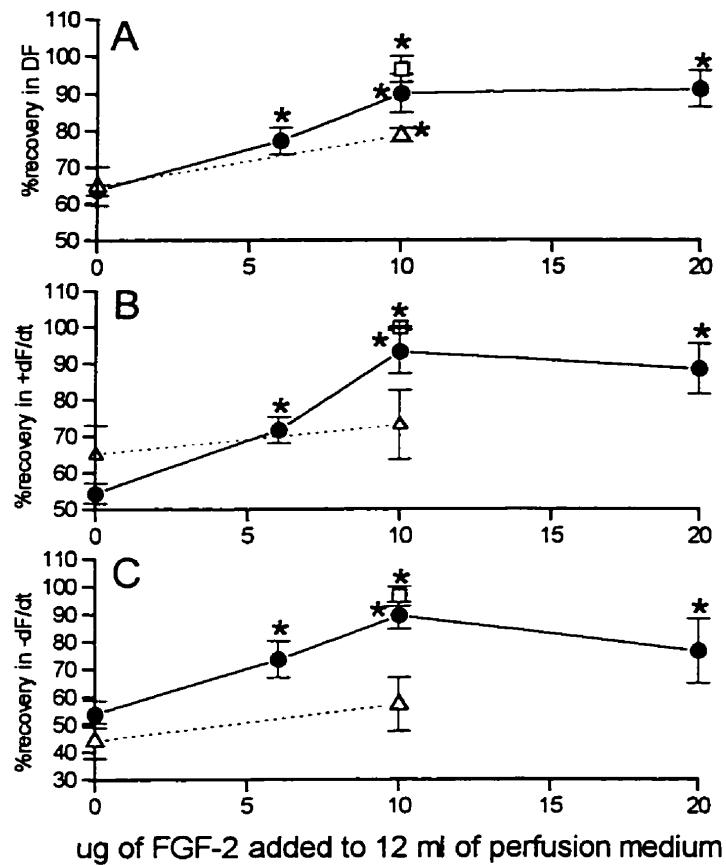 A
%recovery in DF
110
100
90
80
70
60
50
0 5 10 15 20
* * * * *
B
%recovery in +dF/dt
110
100
90
80
70
60
50
0 5 10 15 20
* * * *
C
%recovery in -dF/dt
110
100
90
80
70
60
50
40
30
0 5 10 15 20
* * * *
ug of FGF-2 added to 12 ml of perfusion medium